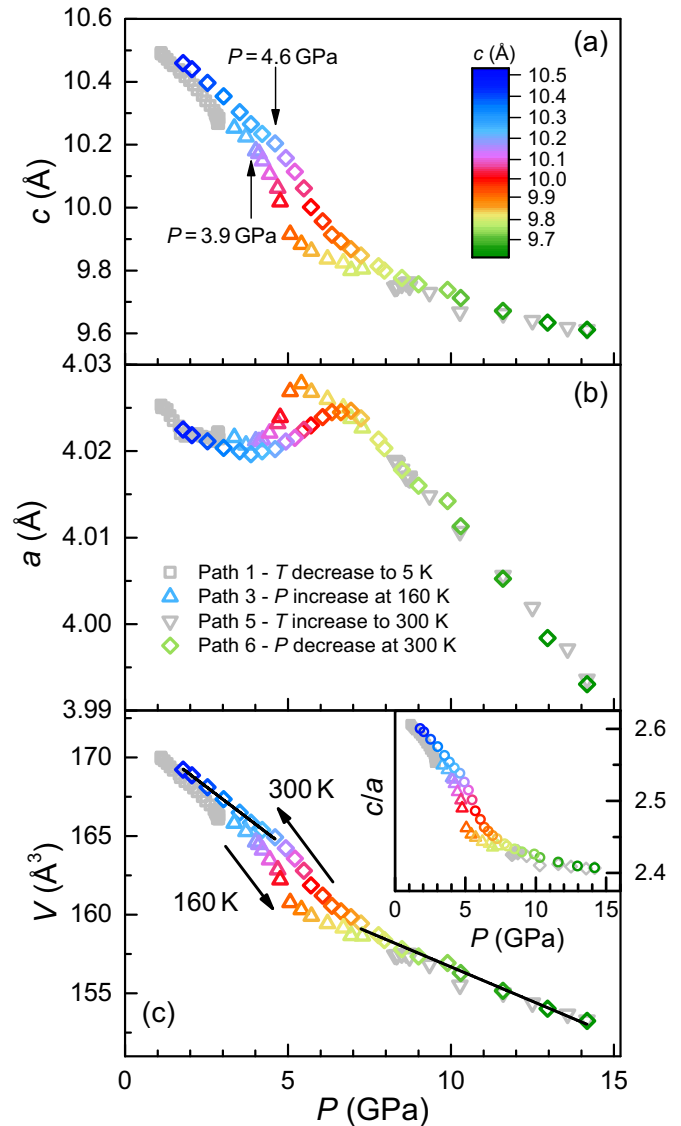 10.6
10.4
10.2
10.0
9.8
9.6
c (Å)
(a)
P = 4.6 GPa
P = 3.9 GPa
c (Å)
10.5
10.4
10.3
10.2
10.1
10.0
9.9
9.8
9.7
4.03
4.02
4.01
4.00
3.99
a (Å)
(b)
Path 1 - T decrease to 5 K
Path 3 - P increase at 160 K
Path 5 - T increase to 300 K
Path 6 - P decrease at 300 K
170
165
160
155
V (Å³)
(c)
300 K
160 K
2.6
2.5
2.4
c/a
0 5 10 15
P (GPa)
0 5 10 15
P (GPa)